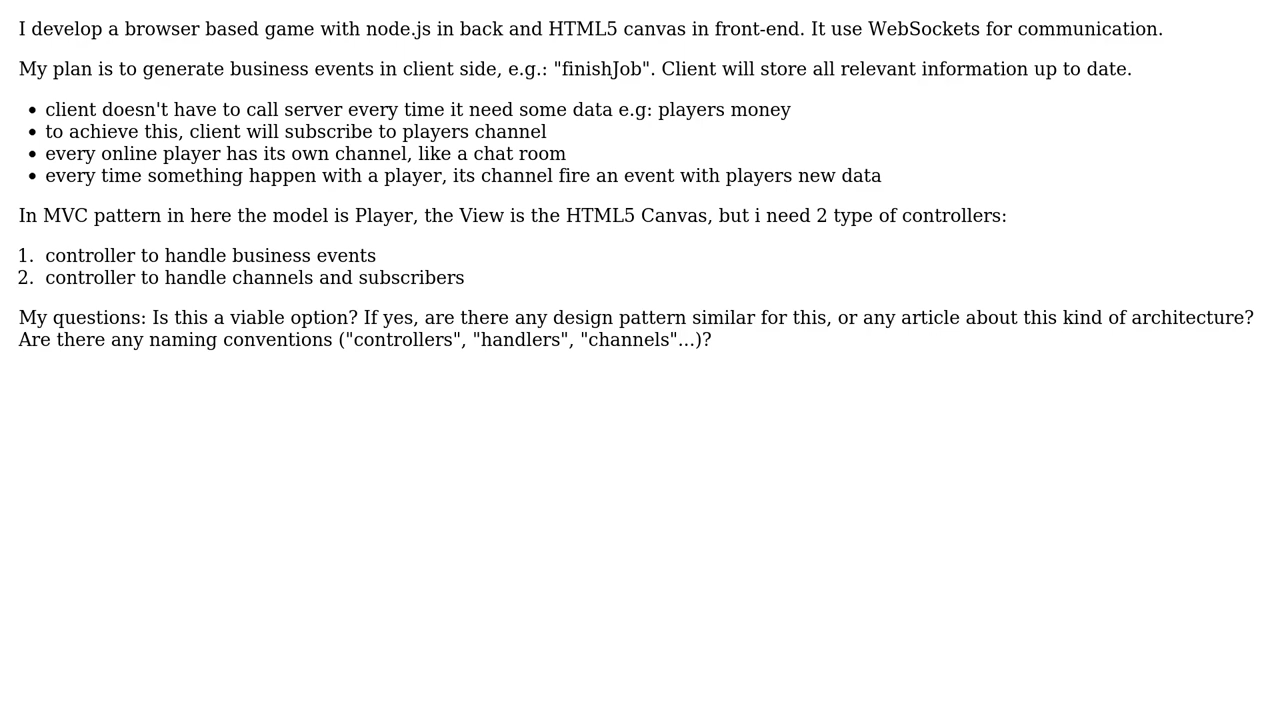 I develop a browser based game with node.js in back and HTML5 canvas in front-end. It use WebSockets for communication.
My plan is to generate business events in client side, e.g.: "finishJob". Client will store all relevant information up to date.
• client doesn't have to call server every time it need some data e.g: players money
• to achieve this, client will subscribe to players channel
• every online player has its own channel, like a chat room
• every time something happen with a player, its channel fire an event with players new data
In MVC pattern in here the model is Player, the View is the HTML5 Canvas, but i need 2 type of controllers:
1. controller to handle business events
2. controller to handle channels and subscribers
My questions: Is this a viable option? If yes, are there any design pattern similar for this, or any article about this kind of architecture?
Are there any naming conventions ("controllers", "handlers", "channels"...)?